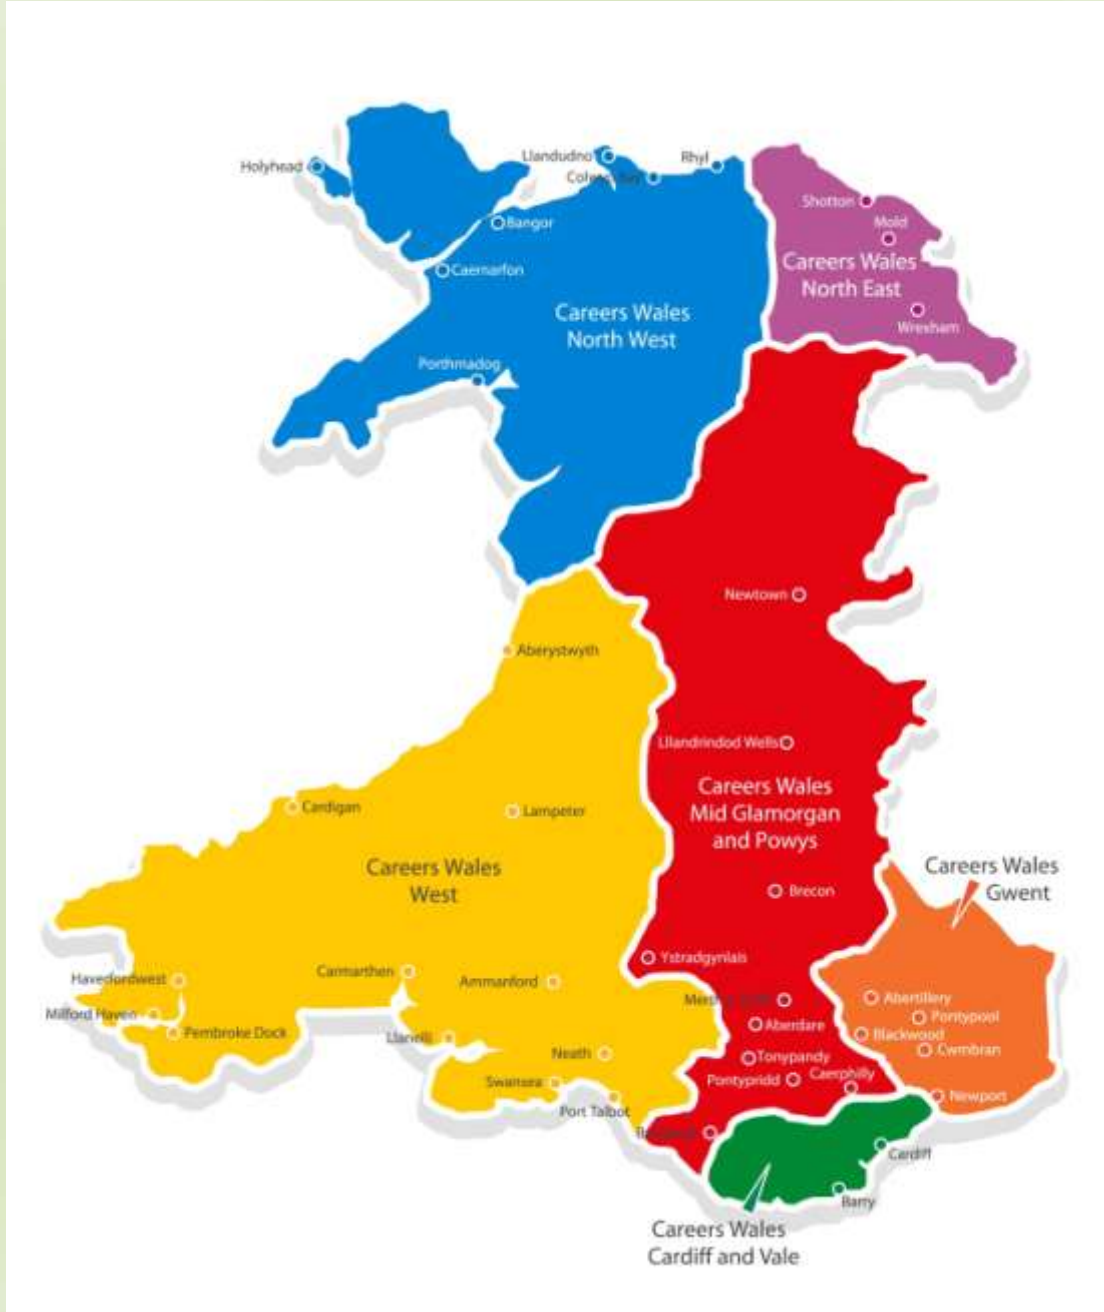 Holyhead
Llandudno
Rhyl
Shotton
Mold
Bangor
Careers Wales
North East
Caernarfon
Careers Wales
North West
Wrexham
Porthmadog
Newtown
Aberystwyth
Lllandrindod Wells
Careers Wales
Mid Glamorgan
and Powys
Cardigan
Lampeter
Careers Wales
West
Careers Wales
Gwent
Brecon
Ystradgynlais
Havefordwest
Carmarthen
Ammanford
Abertillery
Milford Haven
Pontypool
Pembroke Dock
Aberdare
Blackwood
Llanelli
Cwmbran
Neath
Tonypandy
Caerphilly
Pontypridd
Swansea
Newport
Port Talbot
Cardiff
Barry
Careers Wales
Cardiff and Vale